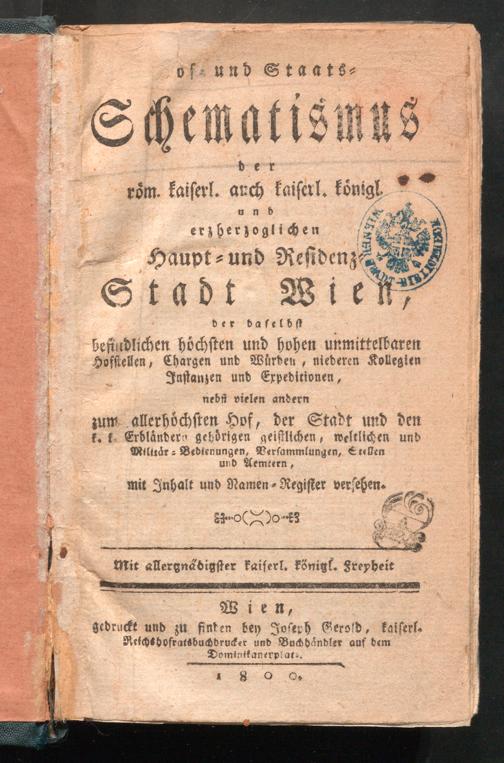 of- und Staats-
Schematismus
der
röm. kaiserl. auch kaiserl. königl.
und
erzherzoglichen
Haupt- und Residenz-
Stadt Wien,
der daselbst
befindlichen höchsten und hohen unmittelbaren
Hofstellen, Chargen und Würden, niederen Kollegien
Instanzen und Expeditionen,
nebst vielen andern
zum allerhöchsten Hof, der Stadt und den
k. k. Erbländern gehörigen geistlichen, weltlichen und
Militär-Bedienungen, Versammlungen, Stellen
und Aemtern,
mit Inhalt und Namen-Register versehen.
Mit allergnädigster kaiserl. königl. Freyheit
Wien,
gedruckt und zu finden bey Joseph Gerold, kaiserl.
Reichshofratsbuchdrucker und Buchhändler auf dem
Dominikanerplatz.
1800.
WIENER